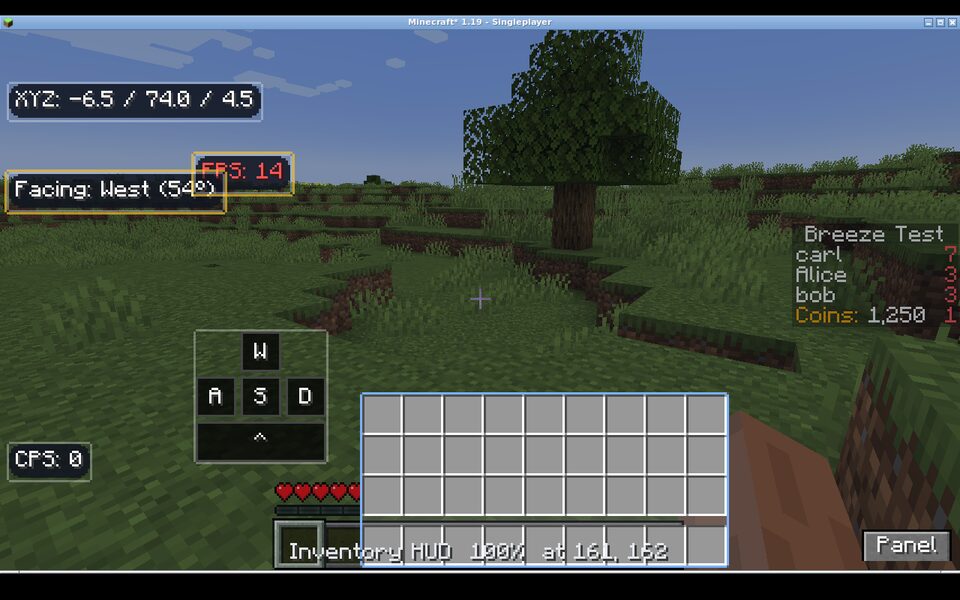 Minecraft* 1.19 - Singleplayer
XYZ: -6.5 / 74.0 / 4.5
FPS: 14
Facing: West (54°)
Breeze Test
carl 7
Alice 3
bob 3
Coins: 1,250 1
W
A S D
^
CPS: 0
Inventory HUD 100% at 161, 162
Panel